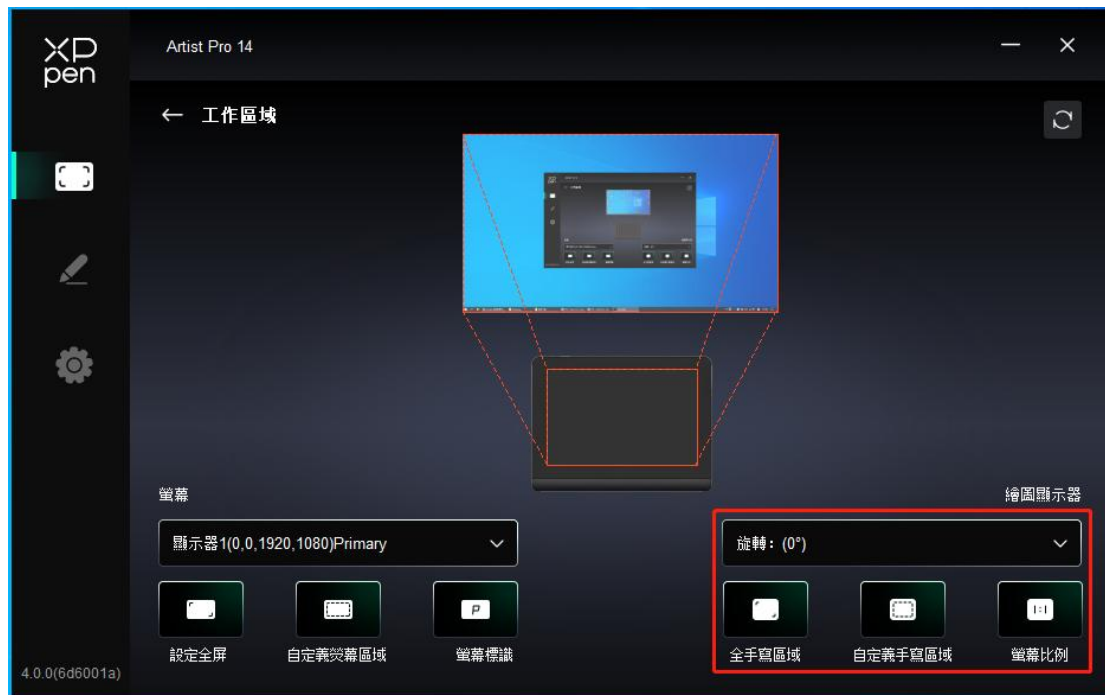 XP
pen
Artist Pro 14
工作區域
螢幕
繪圖顯示器
顯示器1(0,0,1920,1080)Primary
旋轉：(0°)
P
1:1
設定全屏
自定義熒幕區域
螢幕標識
全手寫區域
自定義手寫區域
螢幕比例
4.0.0(6d6001a)